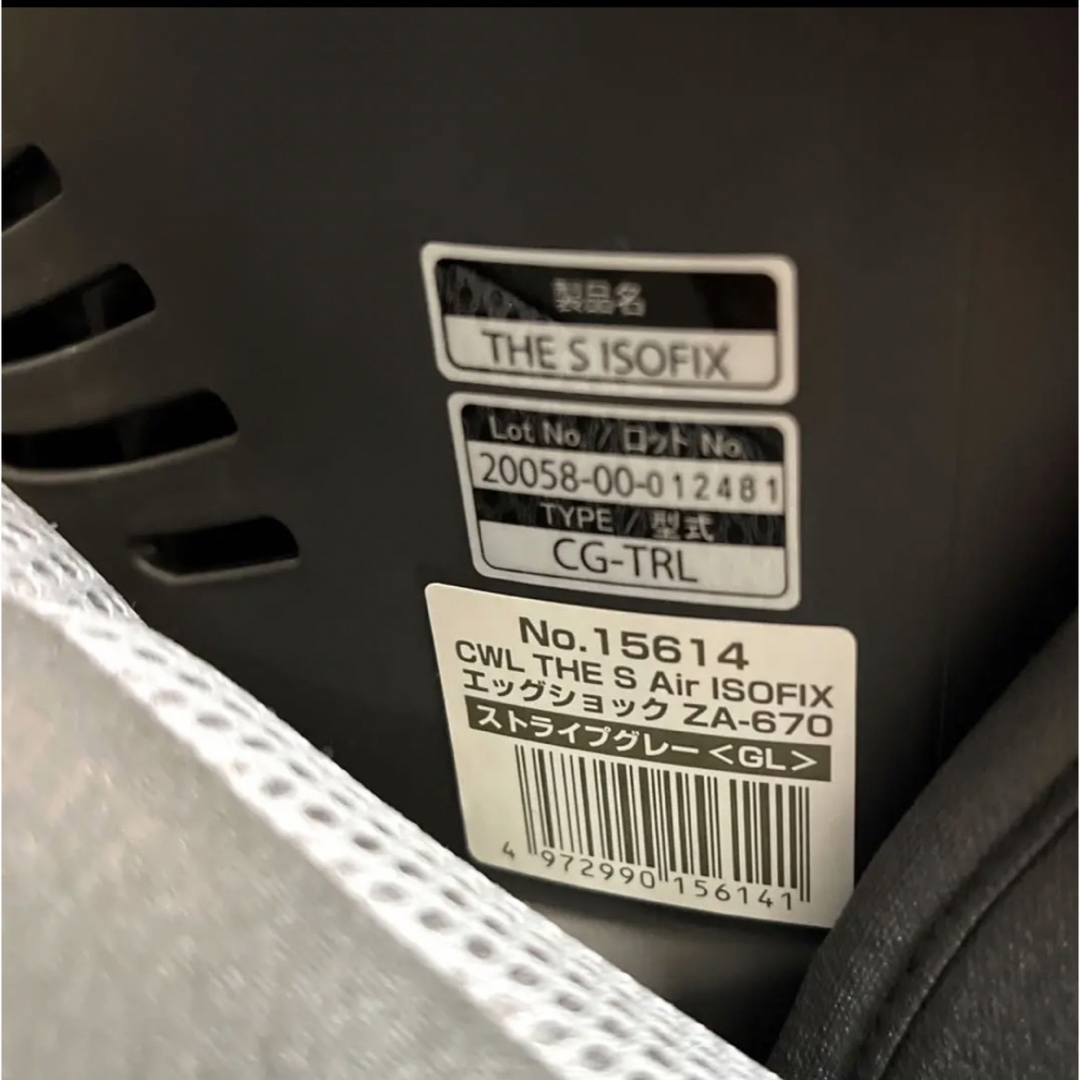 製品名
THE S ISOFIX
Lot No. / ロット No.
20058-00-012481
TYPE / 型式
CG-TRL
No.15614
CWL THE S Air ISOFIX
エッグショック ZA-670
ストライプグレー<GL>
4 972990 156141